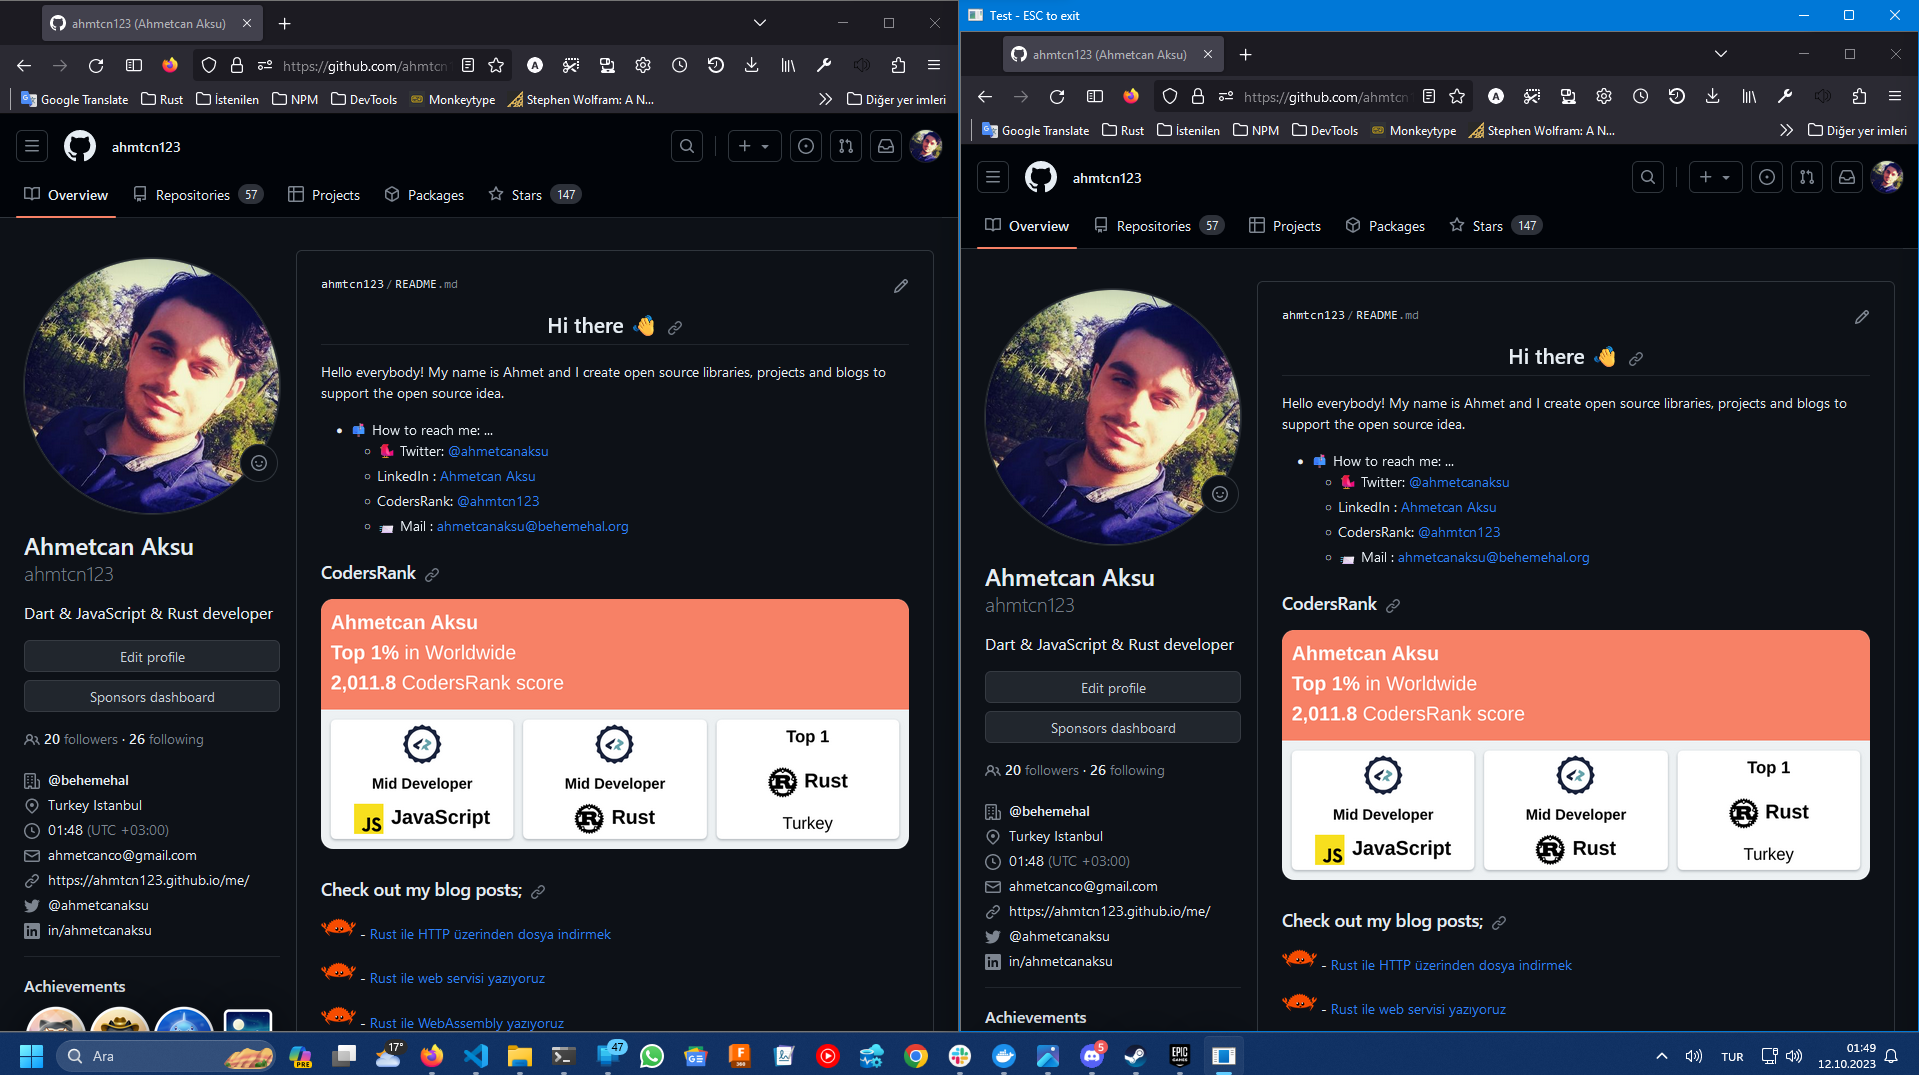 ahmtcn123 (Ahmetcan Aksu)
https://github.com/ahmtcn
Google Translate
Rust
İstenilen
NPM
DevTools
Monkeytype
Stephen Wolfram: A N...
Diğer yer imleri
ahmtcn123
Overview
Repositories 57
Projects
Packages
Stars 147
ahmtcn123/README.md
Hi there 👋
Hello everybody! My name is Ahmet and I create open source libraries, projects and blogs to
support the open source idea.
How to reach me: ...
Twitter: @ahmetcanaksu
LinkedIn : Ahmetcan Aksu
CodersRank: @ahmtcn123
Mail : ahmetcanaksu@behemehal.org
Ahmetcan Aksu
ahmtcn123
Dart & JavaScript & Rust developer
Edit profile
Sponsors dashboard
20 followers · 26 following
@behemehal
Turkey Istanbul
01:48 (UTC +03:00)
ahmetcanco@gmail.com
https://ahmtcn123.github.io/me/
@ahmetcanaksu
in/ahmetcanaksu
Achievements
CodersRank
Ahmetcan Aksu
Top 1% in Worldwide
2,011.8 CodersRank score
Mid Developer
JS JavaScript
Mid Developer
Rust
Top 1
Rust
Turkey
Check out my blog posts;
- Rust ile HTTP üzerinden dosya indirmek
- Rust ile web servisi yazıyoruz
- Rust ile WebAssembly yazıyoruz
Test - ESC to exit
ahmtcn123 (Ahmetcan Aksu)
https://github.com/ahmtcn
Google Translate
Rust
İstenilen
NPM
DevTools
Monkeytype
Stephen Wolfram: A N...
Diğer yer imleri
ahmtcn123
Overview
Repositories 57
Projects
Packages
Stars 147
ahmtcn123/README.md
Hi there 👋
Hello everybody! My name is Ahmet and I create open source libraries, projects and blogs to
support the open source idea.
How to reach me: ...
Twitter: @ahmetcanaksu
LinkedIn : Ahmetcan Aksu
CodersRank: @ahmtcn123
Mail : ahmetcanaksu@behemehal.org
Ahmetcan Aksu
ahmtcn123
Dart & JavaScript & Rust developer
Edit profile
Sponsors dashboard
20 followers · 26 following
@behemehal
Turkey Istanbul
01:48 (UTC +03:00)
ahmetcanco@gmail.com
https://ahmtcn123.github.io/me/
@ahmetcanaksu
in/ahmetcanaksu
Achievements
CodersRank
Ahmetcan Aksu
Top 1% in Worldwide
2,011.8 CodersRank score
Mid Developer
JS JavaScript
Mid Developer
Rust
Top 1
Rust
Turkey
Check out my blog posts;
- Rust ile HTTP üzerinden dosya indirmek
- Rust ile web servisi yazıyoruz
Ara
PRE
17°
47
F
360
5
EPIC
GAMES
TUR
01:49
12.10.2023